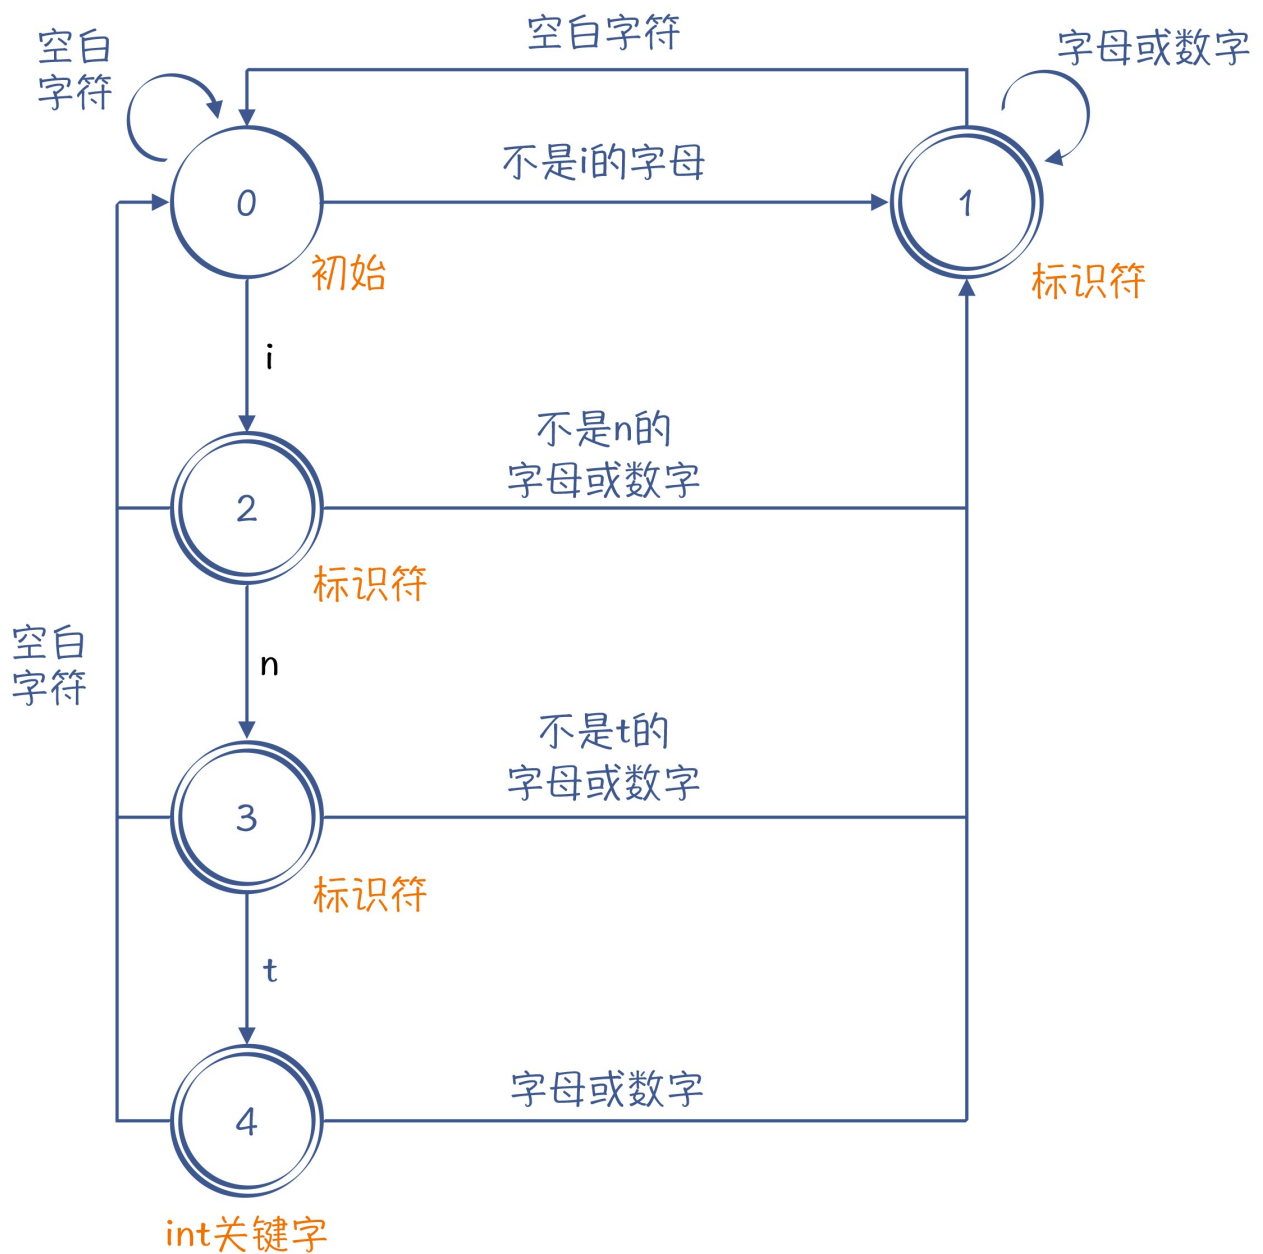 空白字符
空白
字符
字母或数字
不是i的字母
0
1
初始
标识符
i
不是n的
字母或数字
2
标识符
空白
字符
n
不是t的
字母或数字
3
标识符
t
字母或数字
4
int关键字